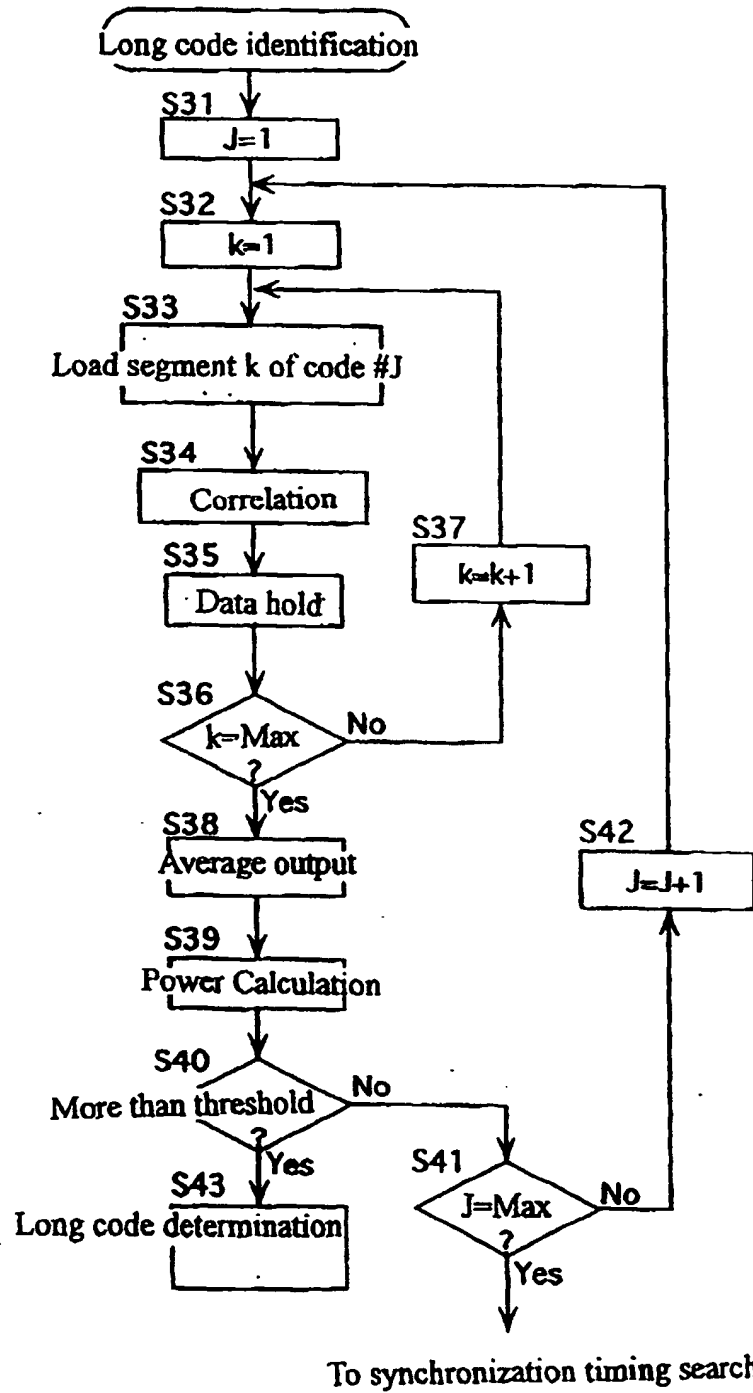 Long code identification
S31
J=1
S32
k=1
S33
Load segment k of code #J
S34
Correlation
S35
Data hold
S37
k=k+1
S36
k=Max
?
No
Yes
S38
Average output
S42
J=J+1
S39
Power Calculation
S40
More than threshold
?
No
Yes
S41
J=Max
?
No
Yes
S43
Long code determination
To synchronization timing search